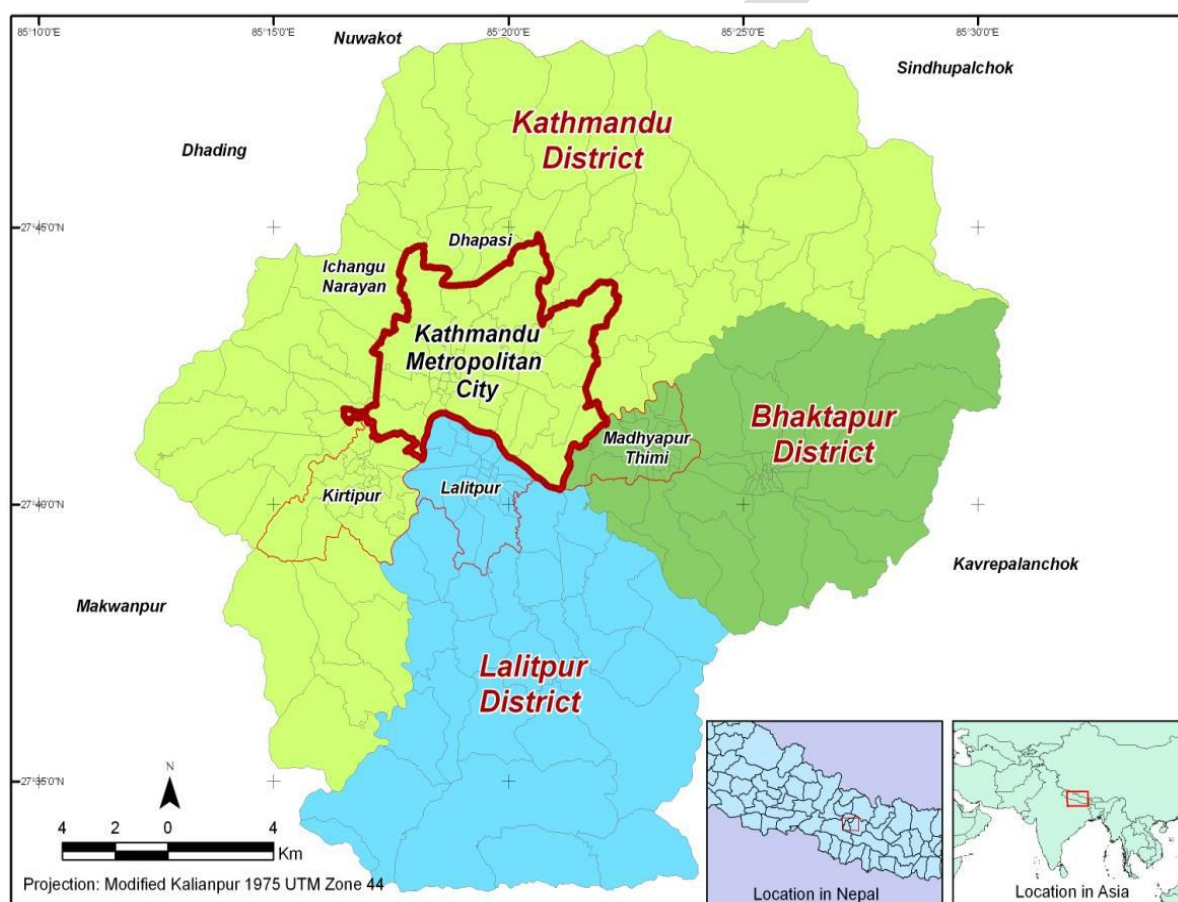 85°10'0"E
85°15'0"E
85°20'0"E
85°25'0"E
85°30'0"E
Nuwakot
Sindhupalchok
Kathmandu
District
Dhading
27°45'0"N
Dhapasi
Ichangu
Narayan
Kathmandu
Metropolitan
City
Bhaktapur
District
Madhyapur
Thimi
Kirtipur
Lalitpur
27°40'0"N
Kavrepalanchok
Makwanpur
Lalitpur
District
27°35'0"N
N
4 2 0 4
Km
Projection: Modified Kalianpur 1975 UTM Zone 44
Location in Nepal
Location in Asia